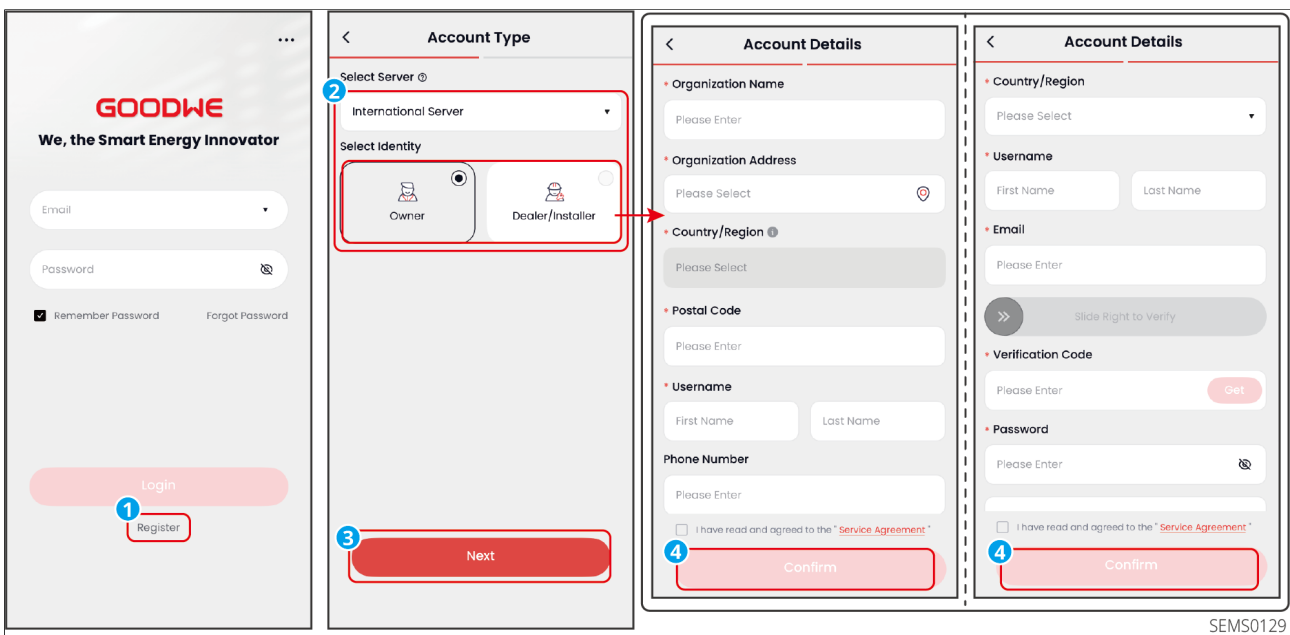 ...
GOODWE
We, the Smart Energy Innovator
Email
Password
Remember Password Forgot Password
Login
1
Register
Account Type
Select Server
2
International Server
Select Identity
Owner
Dealer/Installer
3
Next
Account Details
* Organization Name
Please Enter
* Organization Address
Please Select
* Country/Region
Please Select
* Postal Code
Please Enter
* Username
First Name Last Name
Phone Number
Please Enter
I have read and agreed to the " Service Agreement "
4
Confirm
Account Details
* Country/Region
Please Select
* Username
First Name Last Name
* Email
Please Enter
Slide Right to Verify
* Verification Code
Please Enter Get
* Password
Please Enter
I have read and agreed to the " Service Agreement "
4
Confirm
SEMS0129